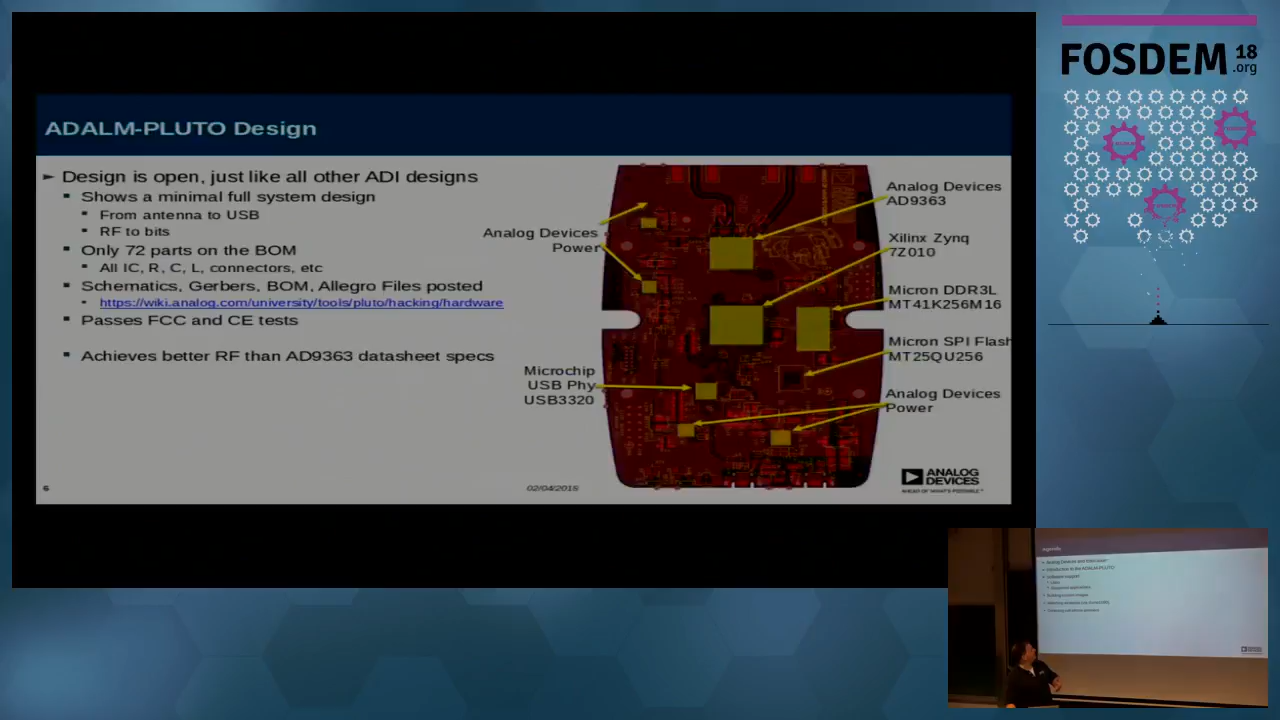 FOSDEM 18 .org
ADALM-PLUTO Design
Design is open, just like all other ADI designs
Shows a minimal full system design
From antenna to USB
RF to bits
Only 72 parts on the BOM
All IC, R, C, L, connectors, etc
Schematics, Gerbers, BOM, Allegro Files posted
https://wiki.analog.com/university/tools/pluto/hacking/hardware
Passes FCC and CE tests
Achieves better RF than AD9363 datasheet specs
Analog Devices
Power
Microchip
USB Phy
USB3320
Analog Devices
AD9363
Xilinx Zynq
7Z010
Micron DDR3L
MT41K256M16
Micron SPI Flash
MT25QU256
Analog Devices
Power
6
02/04/2018
ANALOG
DEVICES
AHEAD OF WHAT'S POSSIBLE™